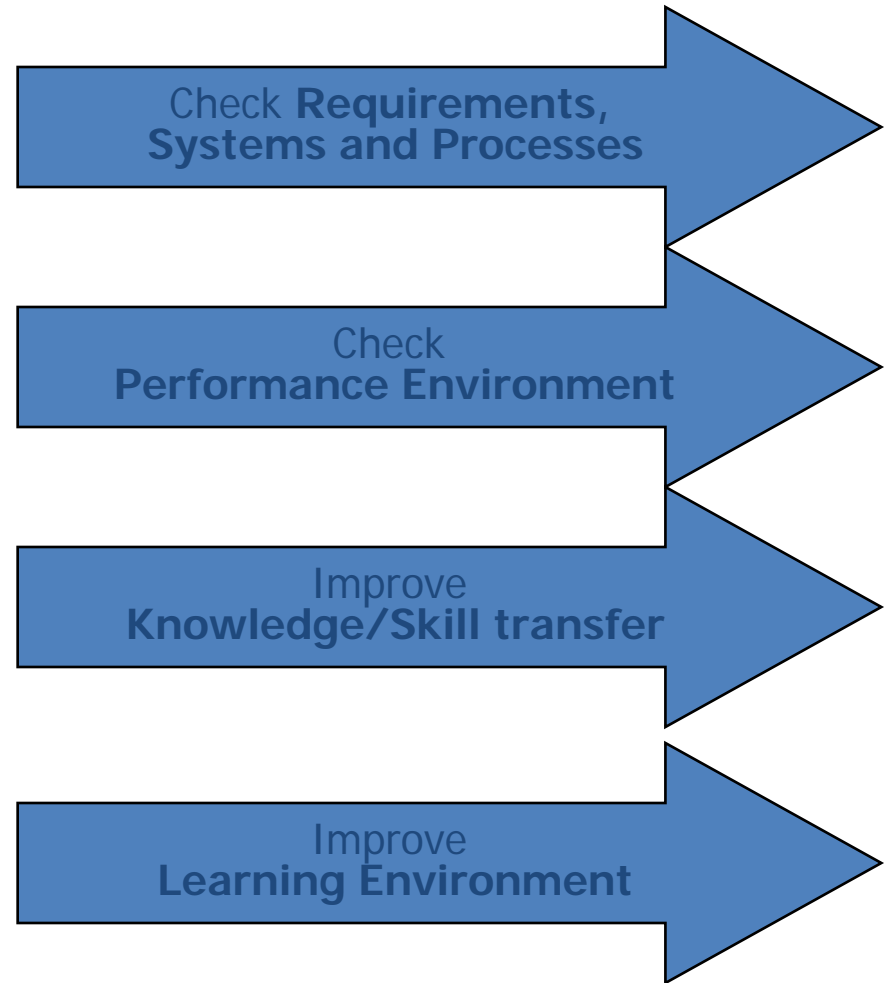 Check Requirements,
Systems and Processes
Check
Performance Environment
Improve
Knowledge/Skill transfer
Improve
Learning Environment